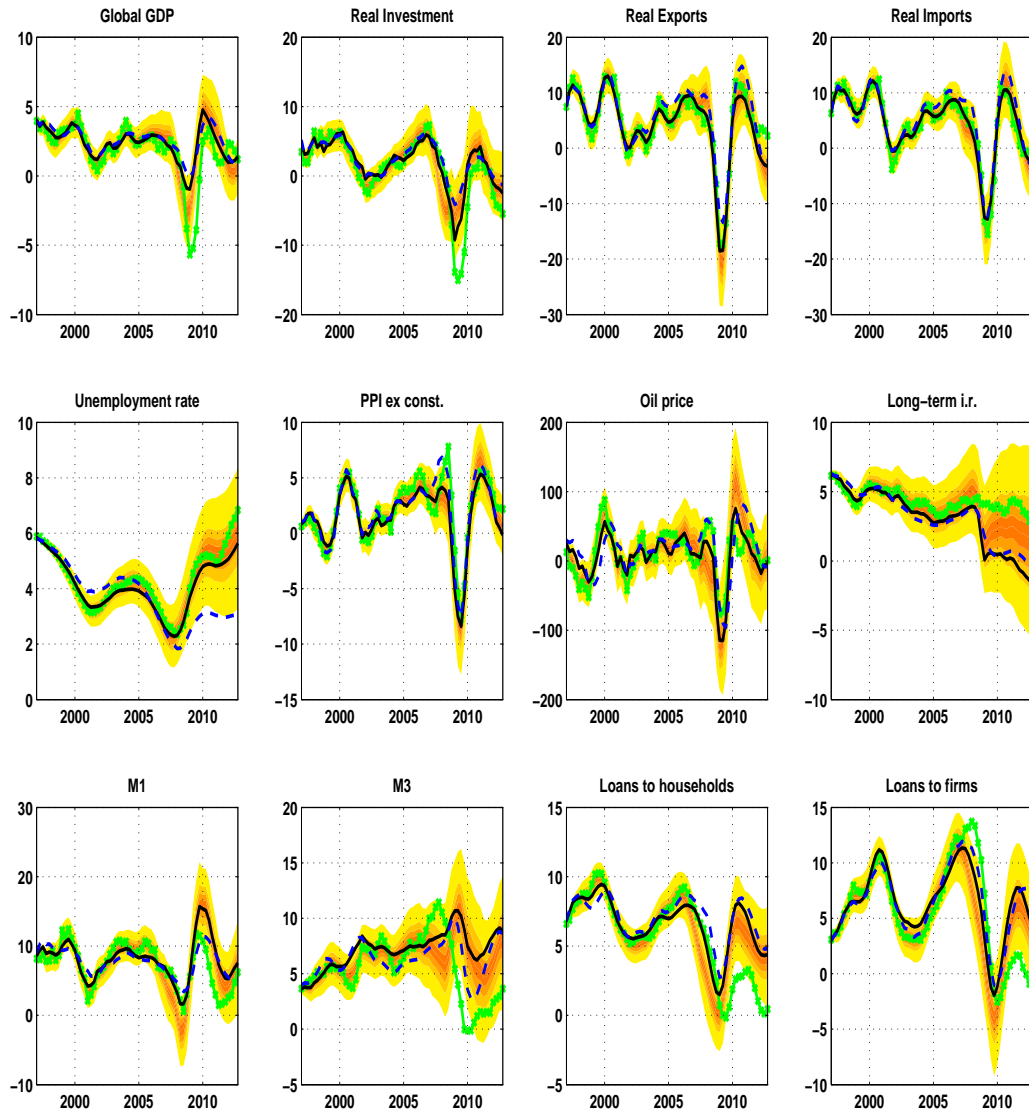 Global GDP Real Investment Real Exports Real Imports
10 20 20 20
5 10 10 10
0 0 0 0
−5 −10 −10 −10
−20 −20
−10 −20 −30 −30
2000 2005 2010 2000 2005 2010 2000 2005 2010 2000 2005 2010
Unemployment rate PPI ex const. Oil price Long−term i.r.
10 10 200 10
8 5 100 5
6 0 0 0
4 −5 −100 −5
2 −10
0 −15 −200 −10
2000 2005 2010 2000 2005 2010 2000 2005 2010 2000 2005 2010
M1 M3 Loans to households Loans to firms
30 20 15 15
20 15 10 10
10 10 5 5
0 5 0 0
0 −5
−10 −5 −5 −10
2000 2005 2010 2000 2005 2010 2000 2005 2010 2000 2005 2010